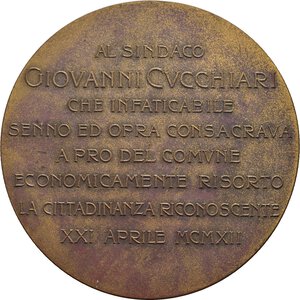 AL SINDACO
GIOVANNI CVCCHIARI
CHE INFATICABILE
SENNO ED OPRA CONSACRAVA
A PRO DEL COMVNE
ECONOMICAMENTE RISORTO
LA CITTADINANZA RICONOSCENTE
XXI APRILE MCMXII